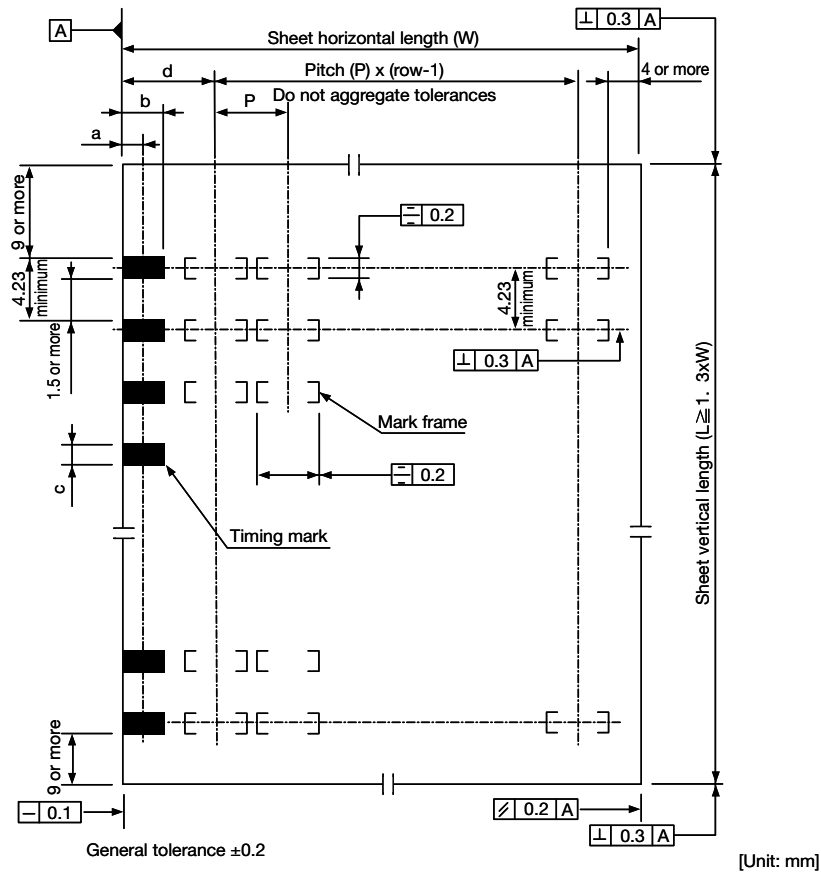 ⊥ 0.3 A
A
Sheet horizontal length (W)
d
Pitch (P) x (row-1)
4 or more
Do not aggregate tolerances
b
P
a
9 or more
⌯ 0.2
4.23
minimum
4.23
minimum
1.5 or more
⊥ 0.3 A
Sheet vertical length (L≧1. 3xW)
Mark frame
⌯ 0.2
c
Timing mark
9 or more
― 0.1
⫽ 0.2 A
⊥ 0.3 A
General tolerance ±0.2
[Unit: mm]